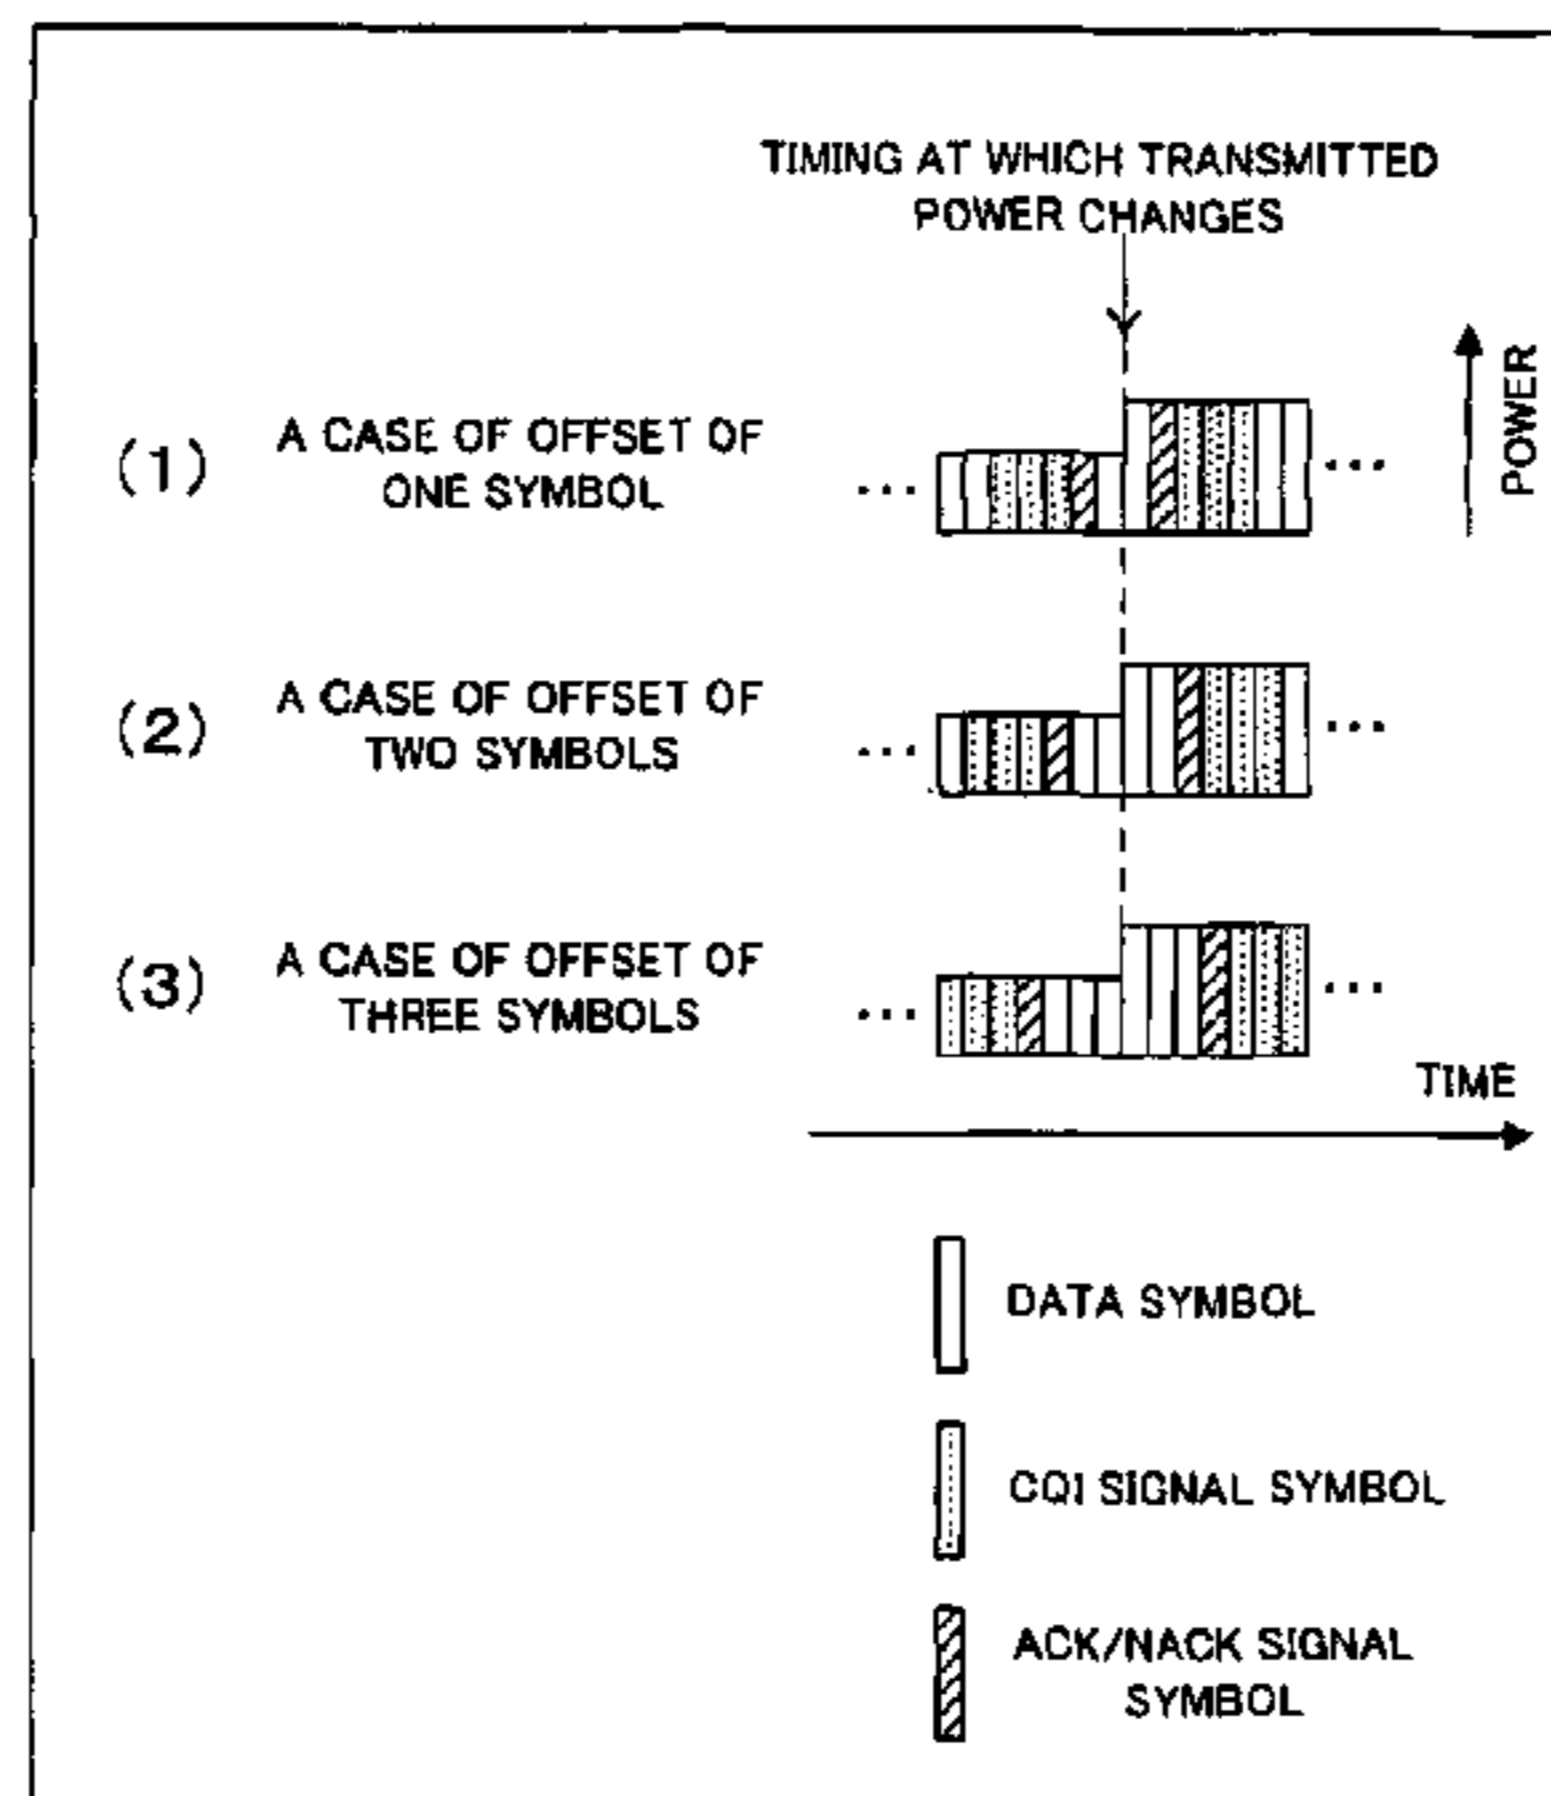 TIMING AT WHICH TRANSMITTED
POWER CHANGES
POWER
(1)
A CASE OF OFFSET OF
ONE SYMBOL
...
...
(2)
A CASE OF OFFSET OF
TWO SYMBOLS
...
...
(3)
A CASE OF OFFSET OF
THREE SYMBOLS
...
...
TIME
DATA SYMBOL
CQI SIGNAL SYMBOL
ACK/NACK SIGNAL
SYMBOL